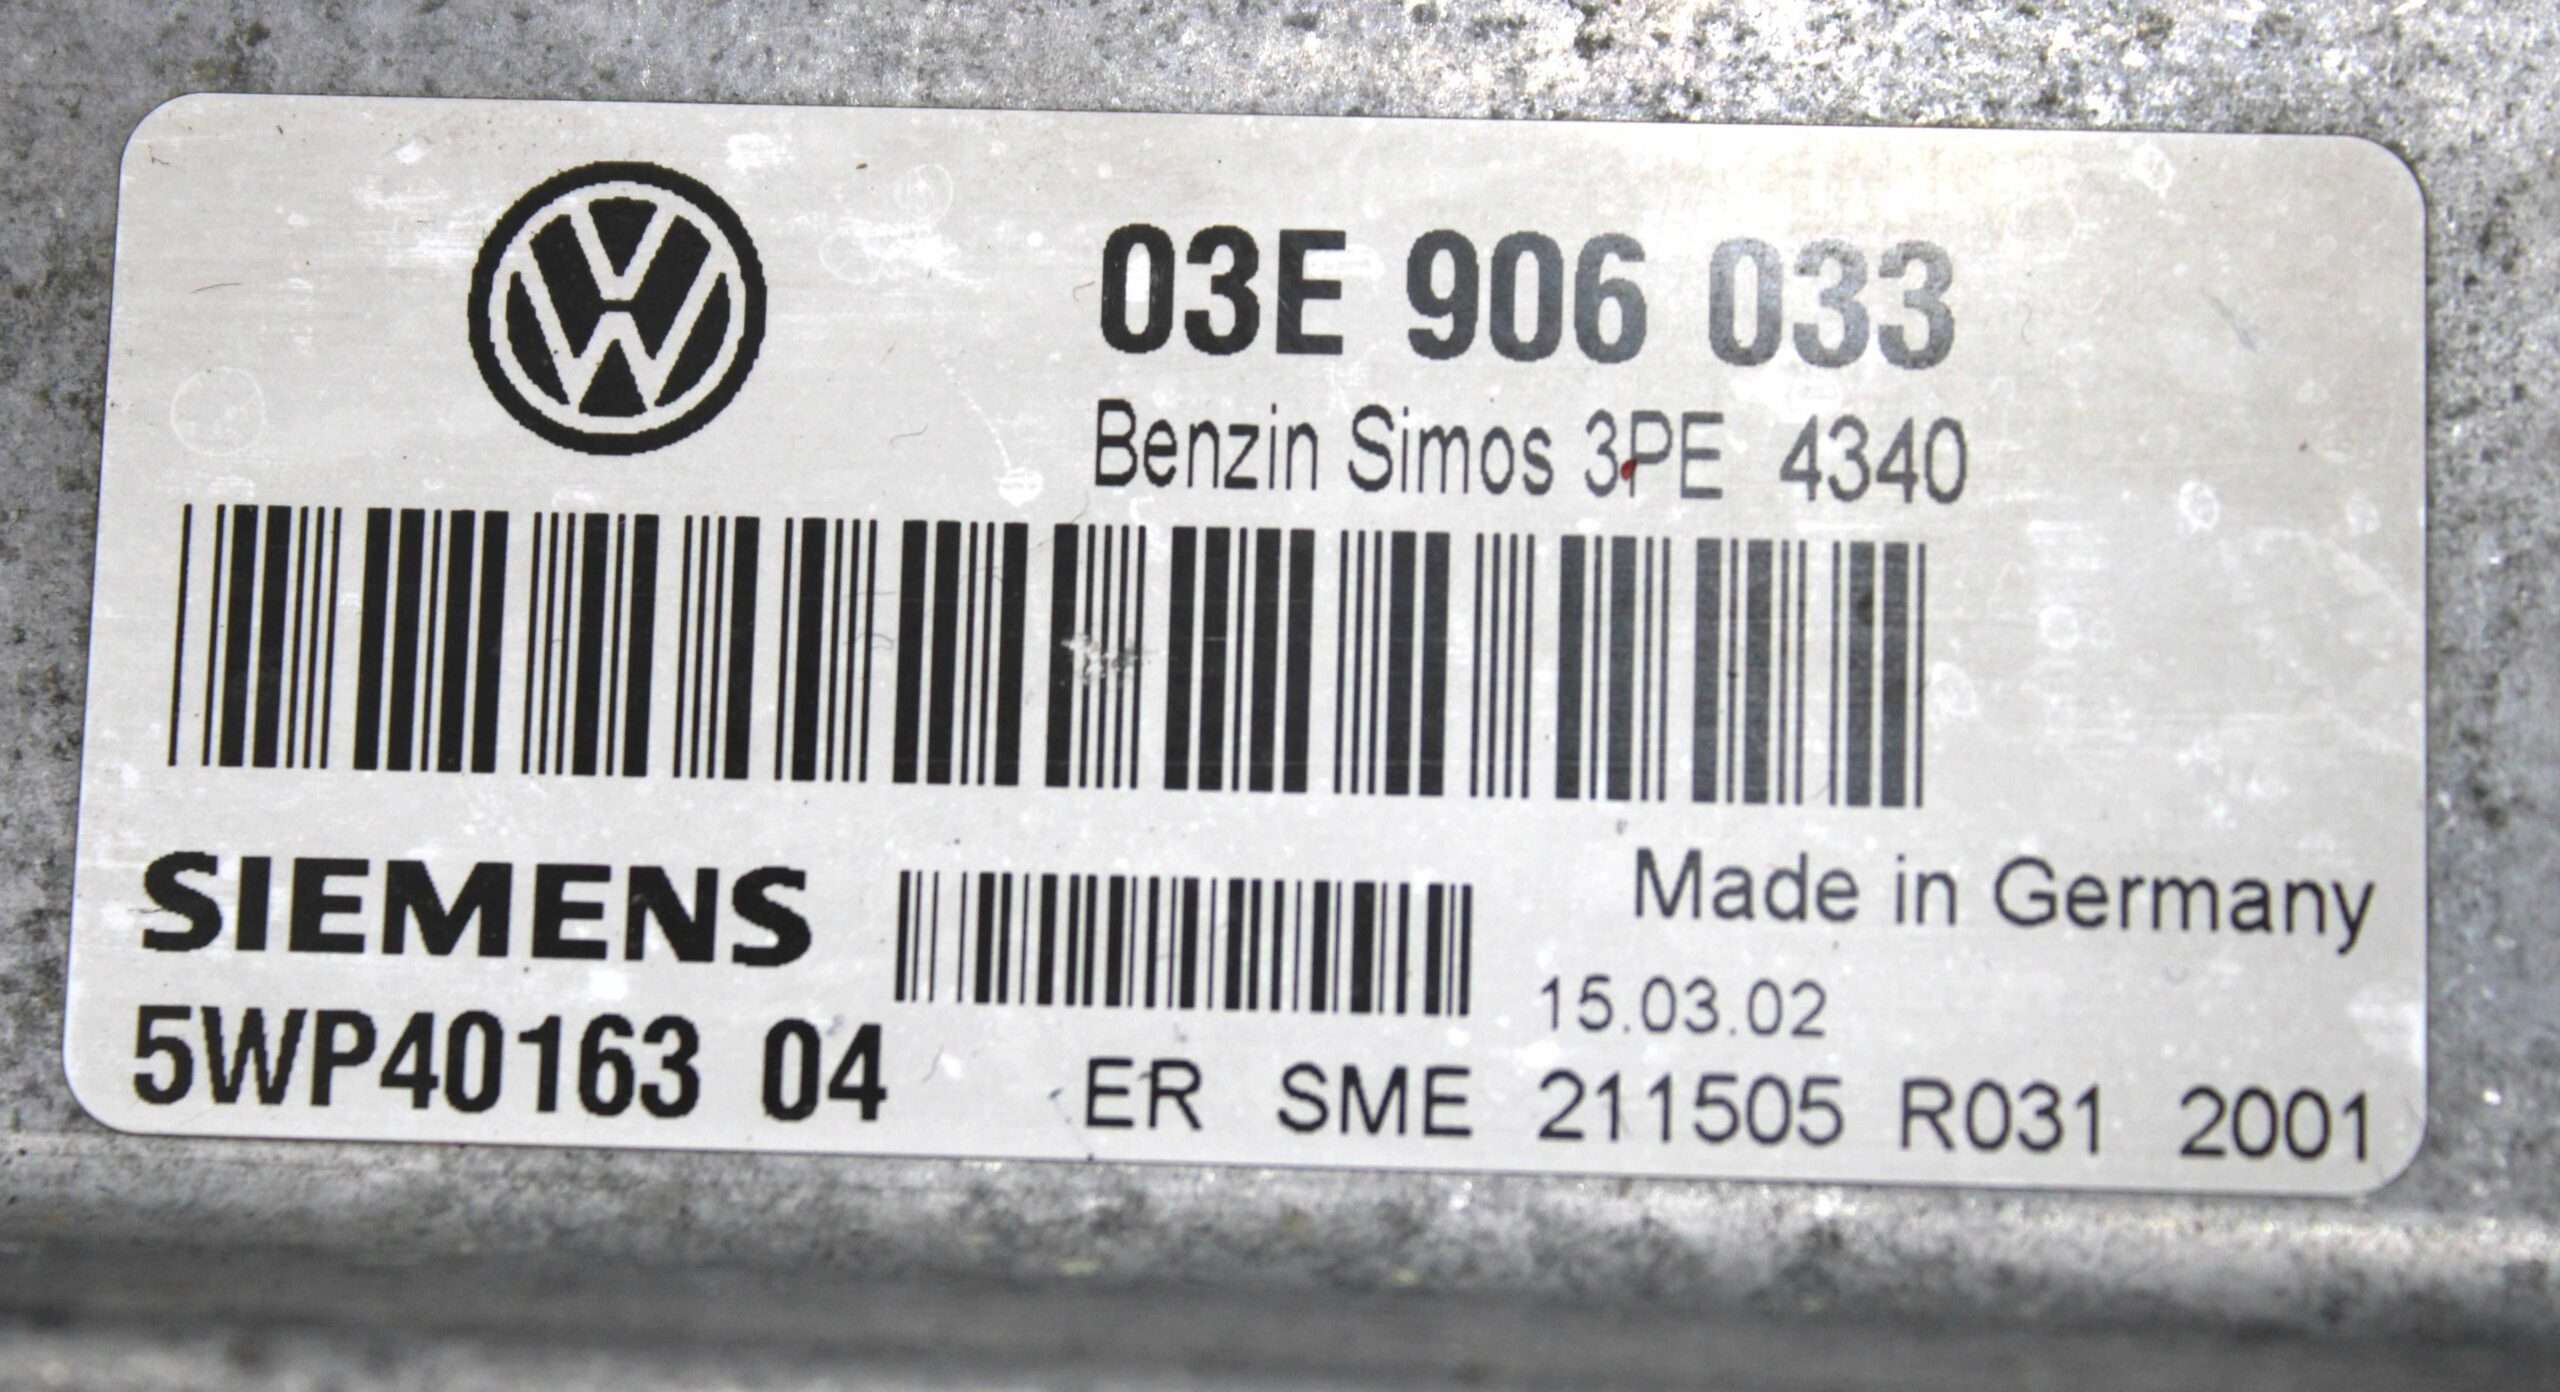 03E 906 033
Benzin Simos 3PE 4340
SIEMENS
Made in Germany
15.03.02
5WP40163 04
ER SME 211505 R031 2001